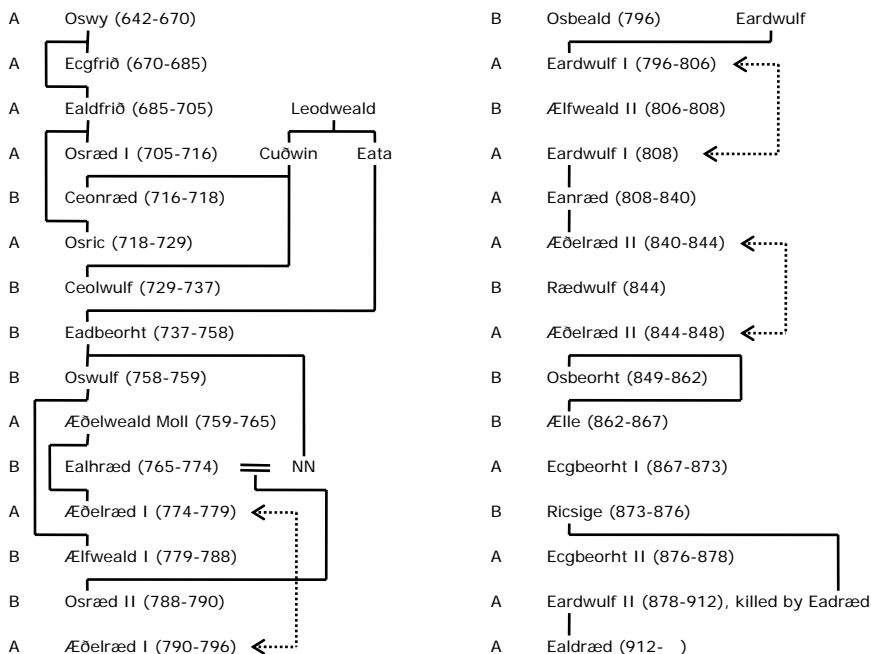 A Oswy (642-670)
A Ecgfrið (670-685)
A Ealdfrið (685-705) Leodweald
A Osræd I (705-716) Cuðwin Eata
B Ceonræd (716-718)
A Osric (718-729)
B Ceolwulf (729-737)
B Eadbeorht (737-758)
B Oswulf (758-759)
A Æðelweald Moll (759-765)
B Ealhræd (765-774) NN
A Æðelræd I (774-779)
B Ælfweald I (779-788)
B Osræd II (788-790)
A Æðelræd I (790-796)
B Osbeald (796) Eardwulf
A Eardwulf I (796-806)
B Ælfweald II (806-808)
A Eardwulf I (808)
A Eanræd (808-840)
A Æðelræd II (840-844)
B Rædwulf (844)
A Æðelræd II (844-848)
B Osbeorht (849-862)
B Ælle (862-867)
A Ecgbeorht I (867-873)
B Ricsige (873-876)
A Ecgbeorht II (876-878)
A Eardwulf II (878-912), killed by Eadræd
A Ealdræd (912- )